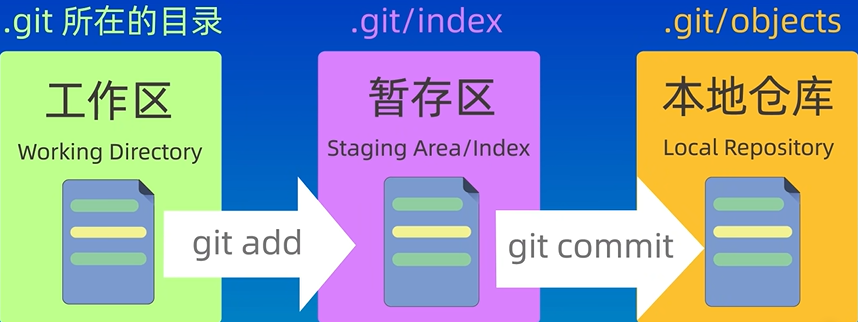 .git 所在的目录
.git/index
.git/objects
工作区
暂存区
本地仓库
Working Directory
Staging Area/Index
Local Repository
git add
git commit